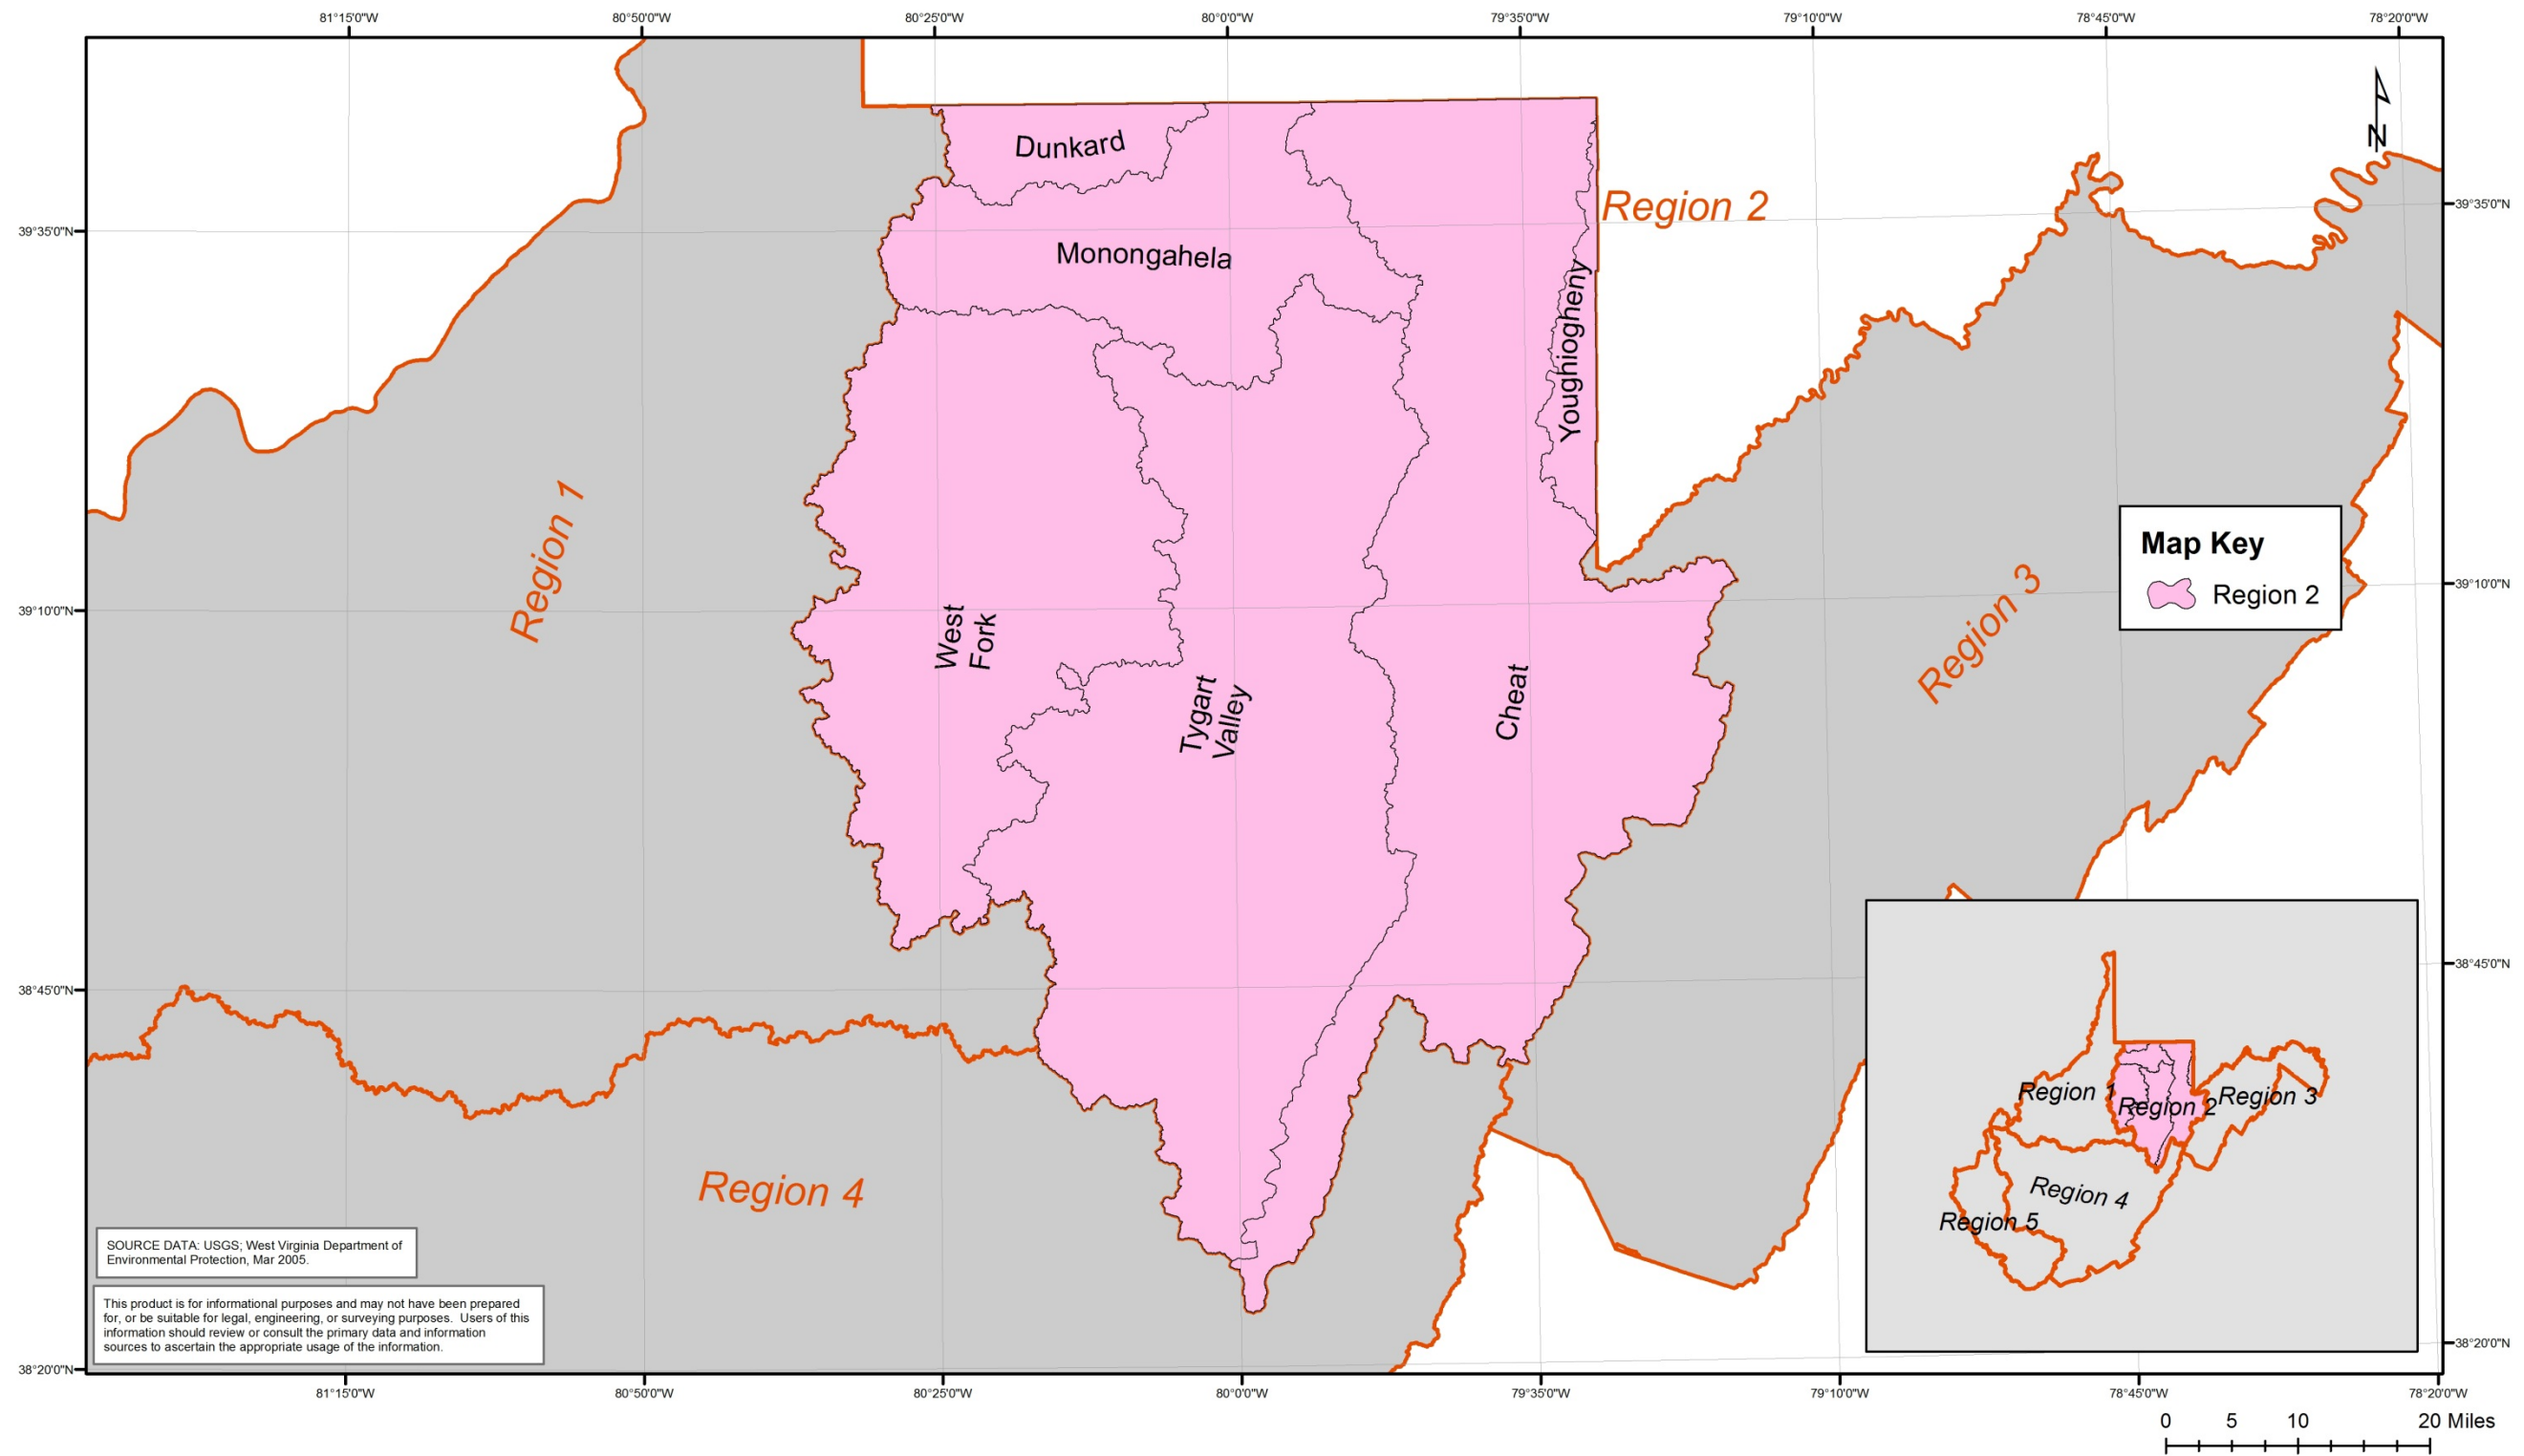 81°15'0"W
80°50'0"W
80°25'0"W
80°0'0"W
79°35'0"W
79°10'0"W
78°45'0"W
78°20'0"W
N
Dunkard
Region 2
39°35'0"N
39°35'0"N
Monongahela
Youghiogheny
Region 1
Map Key
Region 2
39°10'0"N
39°10'0"N
West
Fork
Region 3
Tygart
Valley
Cheat
38°45'0"N
38°45'0"N
Region 4
Region 1
Region 2
Region 3
Region 4
Region 5
SOURCE DATA: USGS; West Virginia Department of
Environmental Protection, Mar 2005.
This product is for informational purposes and may not have been prepared
for, or be suitable for legal, engineering, or surveying purposes. Users of this
information should review or consult the primary data and information
sources to ascertain the appropriate usage of the information.
38°20'0"N
38°20'0"N
81°15'0"W
80°50'0"W
80°25'0"W
80°0'0"W
79°35'0"W
79°10'0"W
78°45'0"W
78°20'0"W
0 5 10 20 Miles